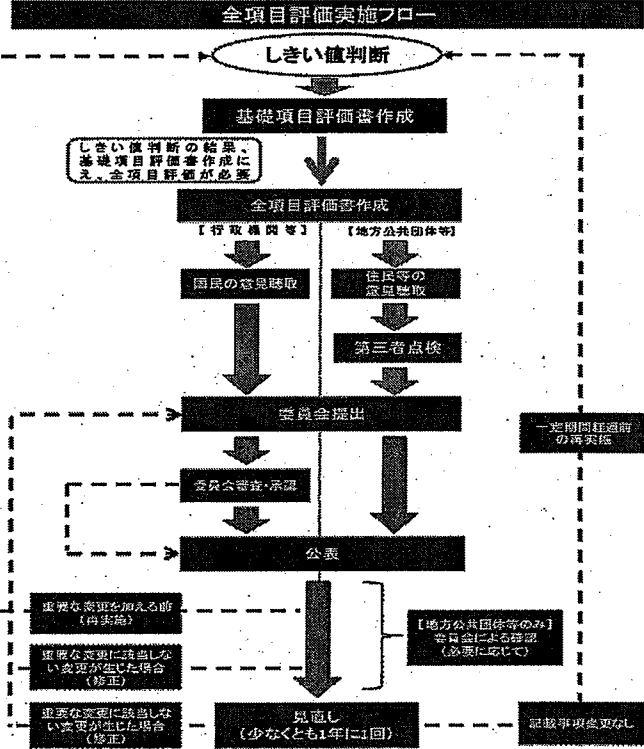 全項目評価実施フロー
しきい値判断
基礎項目評価書作成
しきい値判断の結果、
基礎項目評価書作成に
え、全項目評価が必要
全項目評価書作成
【行政機関等】
【地方公共団体等】
国民の意見聴取
住民等の
意見聴取
第三者点検
委員会提出
一定期間経過前
の再実施
委員会審査・承認
公表
重要な変更を加える前
(再実施)
【地方公共団体等のみ】
委員会による確認
(必要に応じて)
重要な変更に該当しな
い変更が生じた場合
(修正)
重要な変更に該当しな
い変更が生じた場合
(修正)
見直し
(少なくとも1年に1回)
記載事項変更なし